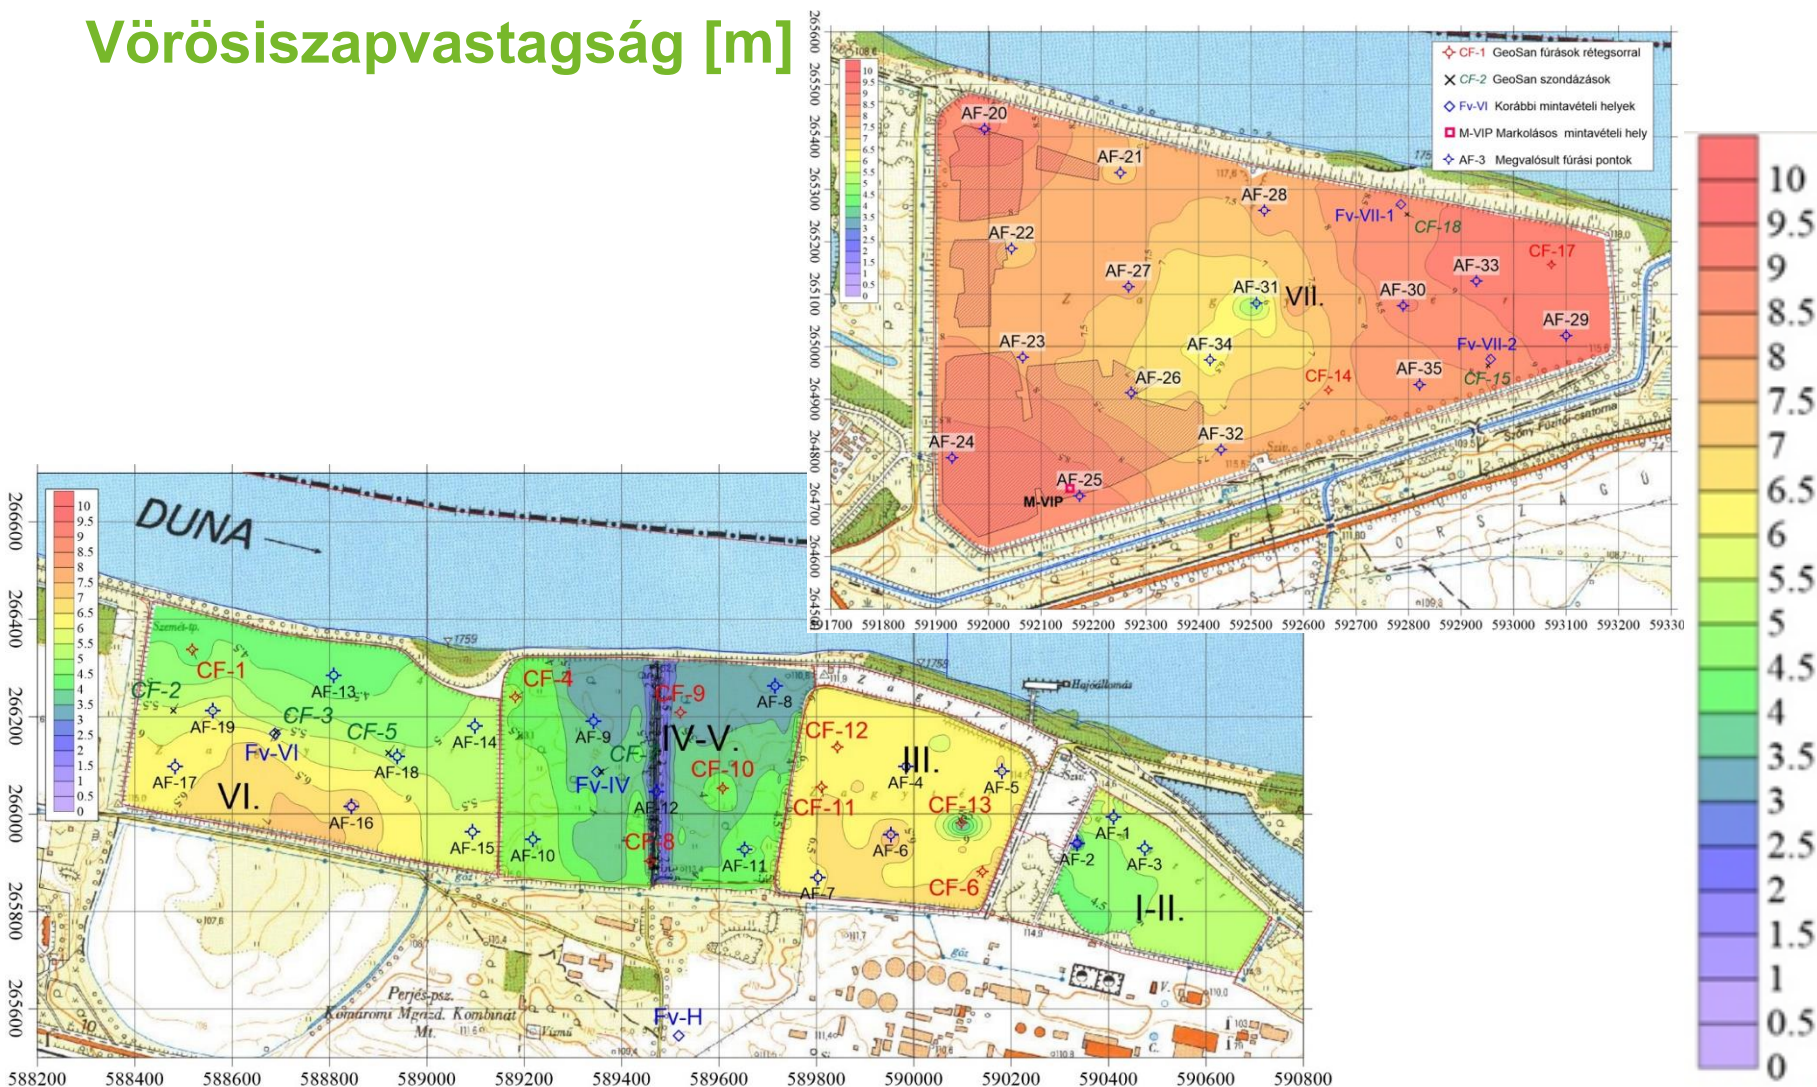 Vörösiszapvastagság [m]
CF-1 GeoSan fúrások rétegsorral
CF-2 GeoSan szondázások
Fv-VI Korábbi mintavételi helyek
M-VIP Markolásos mintavételi hely
AF-3 Megvalósult fúrási pontok
AF-20
AF-21
AF-28
Fv-VII-1
CF-18
AF-22
CF-17
AF-27
AF-33
AF-31
VII.
AF-30
AF-29
AF-23
AF-34
Fv-VII-2
AF-35
CF-15
CF-14
AF-26
AF-24
AF-32
AF-25
M-VIP
Szőny-Füzitői-csatorna
ORSZÁGÚ
265600
265500
265400
265300
265200
265100
265000
264900
264800
264700
264600
591900
592000
592100
592200
592300
592400
592500
592600
592700
592800
592900
593000
593100
593200
10
9.5
9
8.5
8
7.5
7
6.5
6
5.5
5
4.5
4
3.5
3
2.5
2
1.5
1
0.5
0
DUNA
1759
Szemét-tp.
CF-1
AF-13
CF-2
CF-4
CF-9
AF-8
AF-19
CF-3
CF-5
AF-14
AF-9
IV-V.
CF-12
Fv-VI
AF-18
AF-17
CF-10
Fv-IV
III.
AF-4
AF-5
VI.
AF-16
AF-12
CF-11
CF-13
AF-1
AF-15
AF-10
CF-8
AF-11
AF-6
AF-2
AF-3
AF-7
CF-6
I-II.
Hajóállomás
Perjés-psz.
Komáromi Mgazd. Kombinát
Mt.
Vízmű
Fv-H
gőz
266600
266400
266200
266000
265800
265600
588200
588400
588600
588800
589000
589200
589400
589600
589800
590000
590200
590400
590600
590800